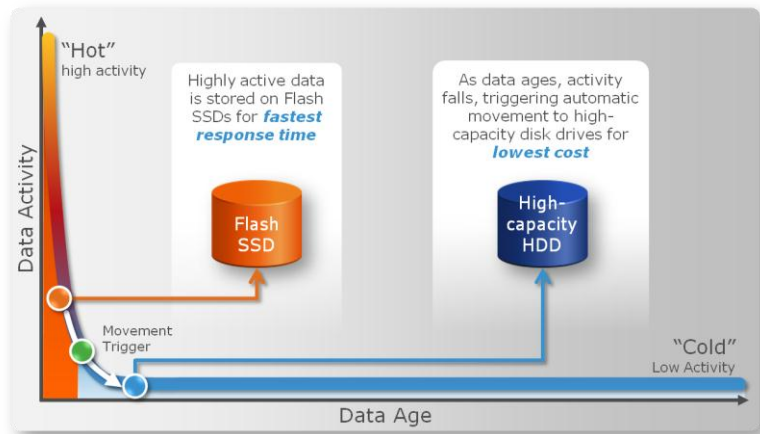 “Hot”
high activity
Highly active data
is stored on Flash
SSDs for fastest
response time
As data ages, activity
falls, triggering automatic
movement to high-
capacity disk drives for
lowest cost
Flash
SSD
High-
capacity
HDD
Data Activity
Movement
Trigger
“Cold”
Low Activity
Data Age